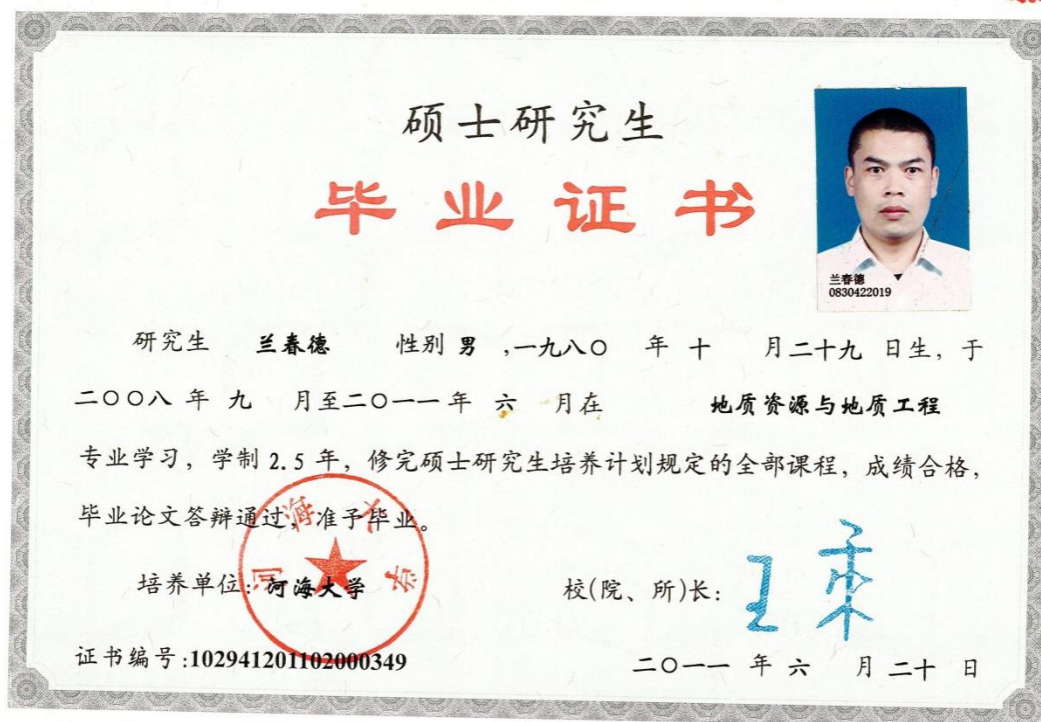 硕士研究生
毕业证书
兰春德
0830422019
研究生 兰春德 性别 男 ,一九八〇 年 十 月二十九 日生，于
二〇〇八 年 九 月至二〇一一年 六 月在 地质资源与地质工程
专业学习，学制 2.5 年，修完硕士研究生培养计划规定的全部课程，成绩合格，
毕业论文答辩通过，准予毕业。
河海大学
培养单位：河海大学 校(院、所)长：
证书编号:102941201102000349 二〇一一 年 六 月 二十 日